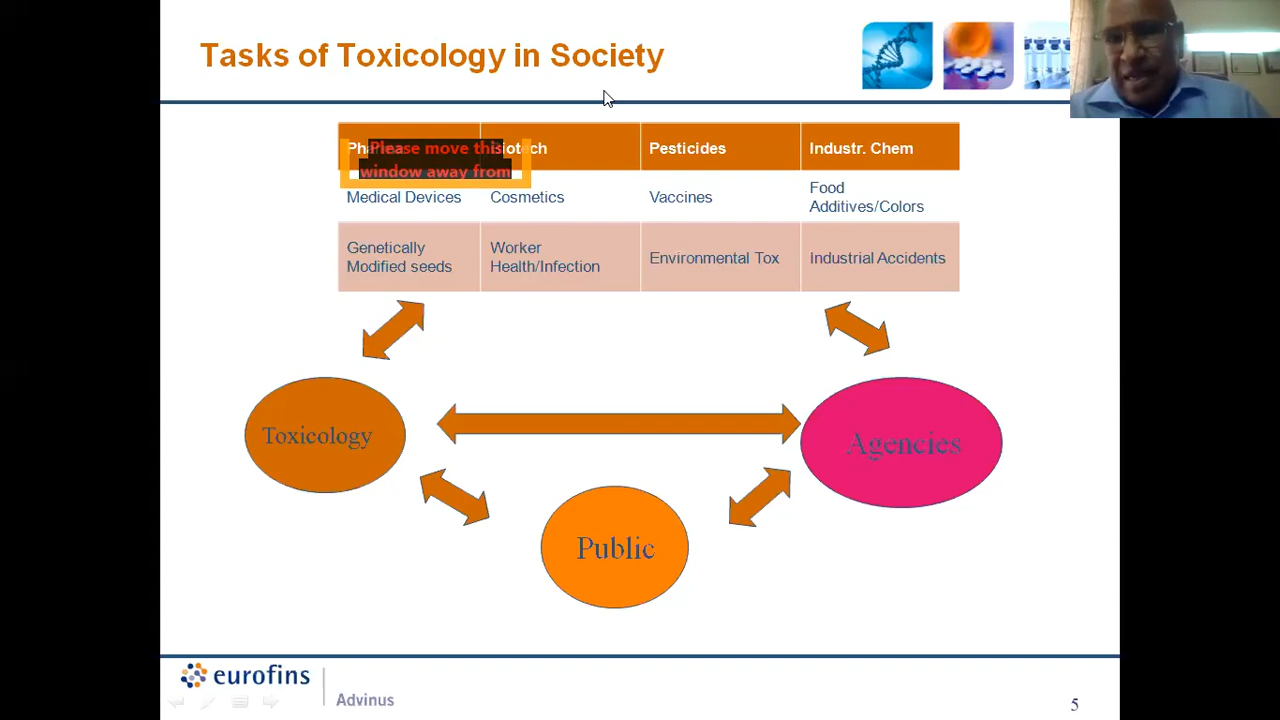 Tasks of Toxicology in Society
Please move this
window away from
Biotech
Pesticides
Industr. Chem
Medical Devices
Cosmetics
Vaccines
Food
Additives/Colors
Genetically
Modified seeds
Worker
Health/Infection
Environmental Tox
Industrial Accidents
Toxicology
Agencies
Public
eurofins
Advinus
5